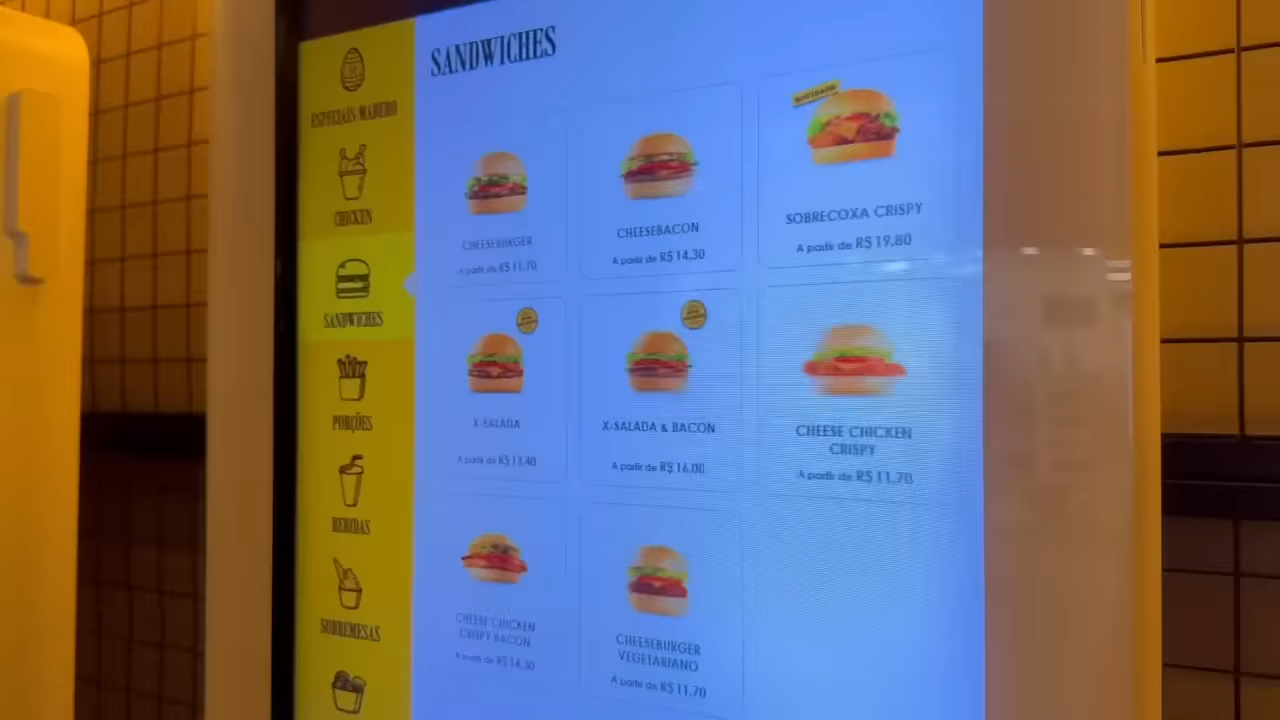 SANDWICHES
ESPECIAIS MADERO
CHICKEN
SANDWICHES
PORÇÕES
BEBIDAS
SOBREMESAS
CHEESEBURGER
A partir de R$ 11,70
CHEESEBACON
A partir de R$ 14,30
NOVIDADE
SOBRECOXA CRISPY
A partir de R$ 19,80
X-SALADA
A partir de R$ 13,40
X-SALADA & BACON
A partir de R$ 16,00
CHEESE CHICKEN
CRISPY
A partir de R$ 11,70
CHEESE CHICKEN
CRISPY BACON
A partir de R$ 14,30
CHEESEBURGER
VEGETARIANO
A partir de R$ 11,70